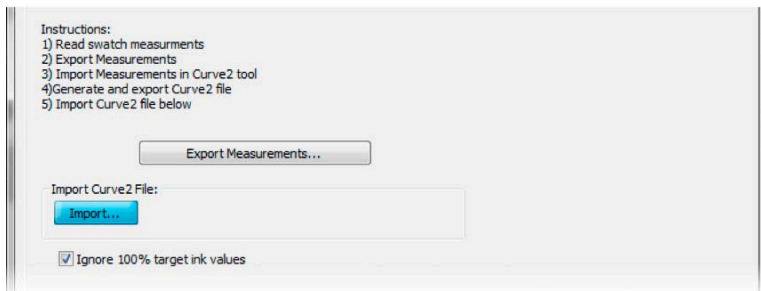 Instructions:
1) Read swatch measurments
2) Export Measurements
3) Import Measurements in Curve2 tool
4)Generate and export Curve2 file
5) Import Curve2 file below
Export Measurements...
Import Curve2 File:
Import...
Ignore 100% target ink values